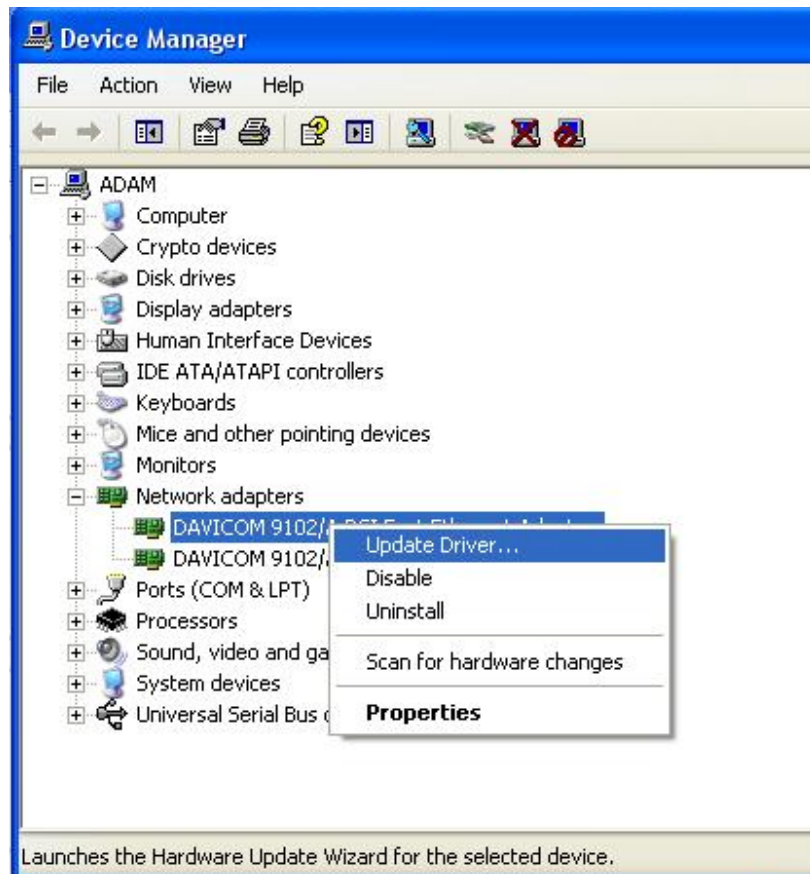 Device Manager
File Action View Help
ADAM
Computer
Crypto devices
Disk drives
Display adapters
Human Interface Devices
IDE ATA/ATAPI controllers
Keyboards
Mice and other pointing devices
Monitors
Network adapters
DAVICOM 9102/
DAVICOM 9102/
Ports (COM & LPT)
Processors
Sound, video and ga
System devices
Universal Serial Bus
Update Driver...
Disable
Uninstall
Scan for hardware changes
Properties
Launches the Hardware Update Wizard for the selected device.